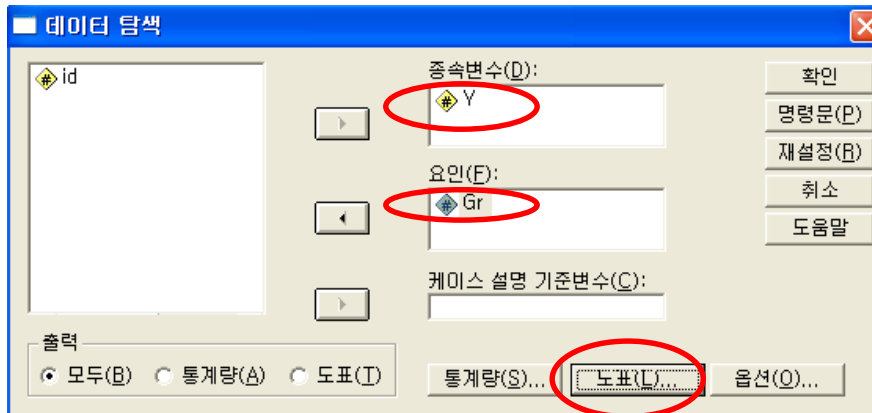 데이터 탐색
id
종속변수(D):
Y
요인(F):
Gr
케이스 설명 기준변수(C):
확인
명령문(P)
재설정(R)
취소
도움말
출력
모두(B) 통계량(A) 도표(T)
통계량(S)... 도표(L)... 옵션(O)...